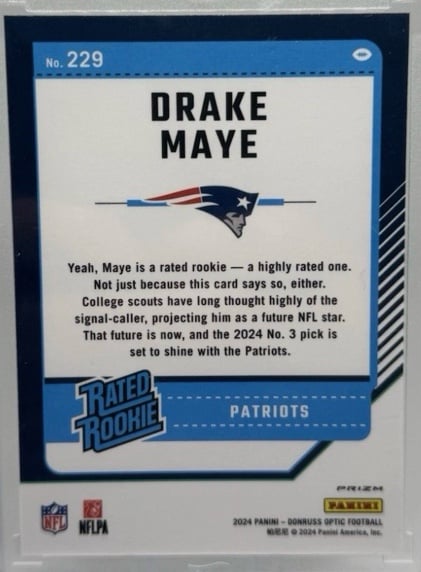 No. 229
DRAKE
MAYE
Yeah, Maye is a rated rookie — a highly rated one.
Not just because this card says so, either.
College scouts have long thought highly of the
signal-caller, projecting him as a future NFL star.
That future is now, and the 2024 No. 3 pick is
set to shine with the Patriots.
RATED
ROOKIE
PATRIOTS
PRIZM
PANINI
NFL
NFLPA
2024 PANINI – DONRUSS OPTIC FOOTBALL
帕尼尼 © 2024 Panini America, Inc.